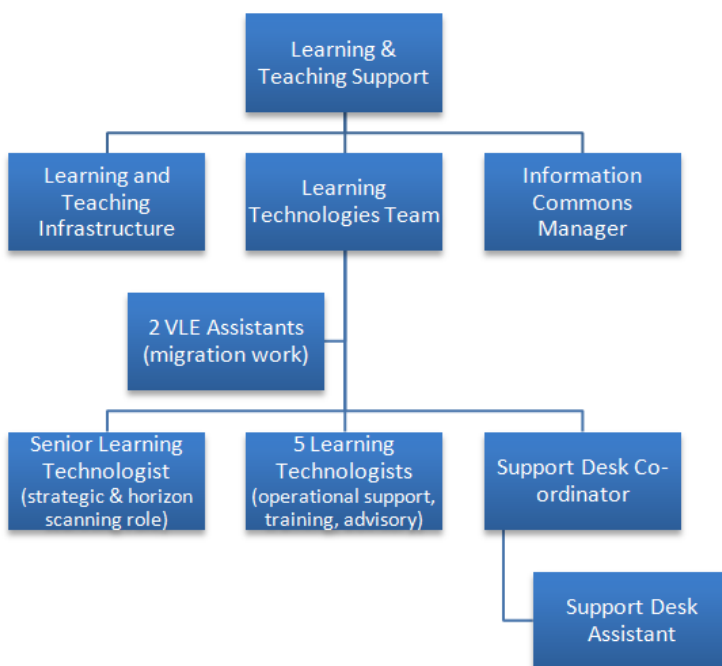 Learning &
Teaching Support
Learning and
Teaching
Infrastructure
Learning
Technologies Team
Information
Commons
Manager
2 VLE Assistants
(migration work)
Senior Learning
Technologist
(strategic & horizon
scanning role)
5 Learning
Technologists
(operational support,
training, advisory)
Support Desk Co-
ordinator
Support Desk
Assistant